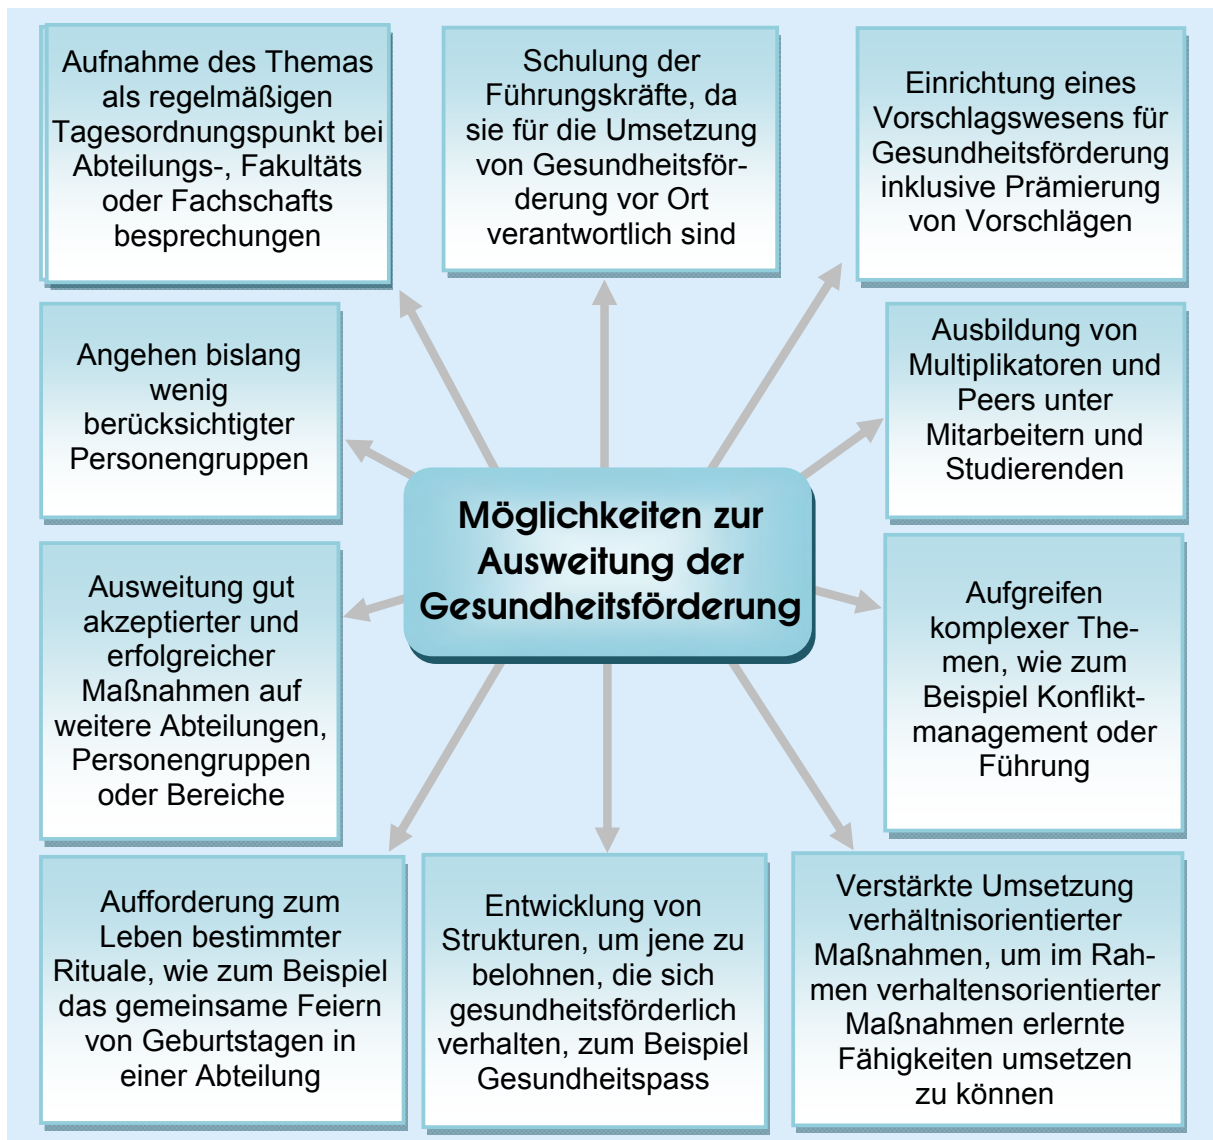 Aufnahme des Themas
als regelmäßigen
Tagesordnungspunkt bei
Abteilungs-, Fakultäts
oder Fachschafts
besprechungen
Schulung der
Führungskräfte, da
sie für die Umsetzung
von Gesundheitsför-
derung vor Ort
verantwortlich sind
Einrichtung eines
Vorschlagswesens für
Gesundheitsförderung
inklusive Prämierung
von Vorschlägen
Angehen bislang
wenig
berücksichtigter
Personengruppen
Ausbildung von
Multiplikatoren und
Peers unter
Mitarbeitern und
Studierenden
Möglichkeiten zur
Ausweitung der
Gesundheitsförderung
Ausweitung gut
akzeptierter und
erfolgreicher
Maßnahmen auf
weitere Abteilungen,
Personengruppen
oder Bereiche
Aufgreifen
komplexer The-
men, wie zum
Beispiel Konflikt-
management oder
Führung
Aufforderung zum
Leben bestimmter
Rituale, wie zum Beispiel
das gemeinsame Feiern
von Geburtstagen in
einer Abteilung
Entwicklung von
Strukturen, um jene zu
belohnen, die sich
gesundheitsförderlich
verhalten, zum Beispiel
Gesundheitspass
Verstärkte Umsetzung
verhältnisorientierter
Maßnahmen, um im Rah-
men verhaltensorientierter
Maßnahmen erlernte
Fähigkeiten umsetzen
zu können